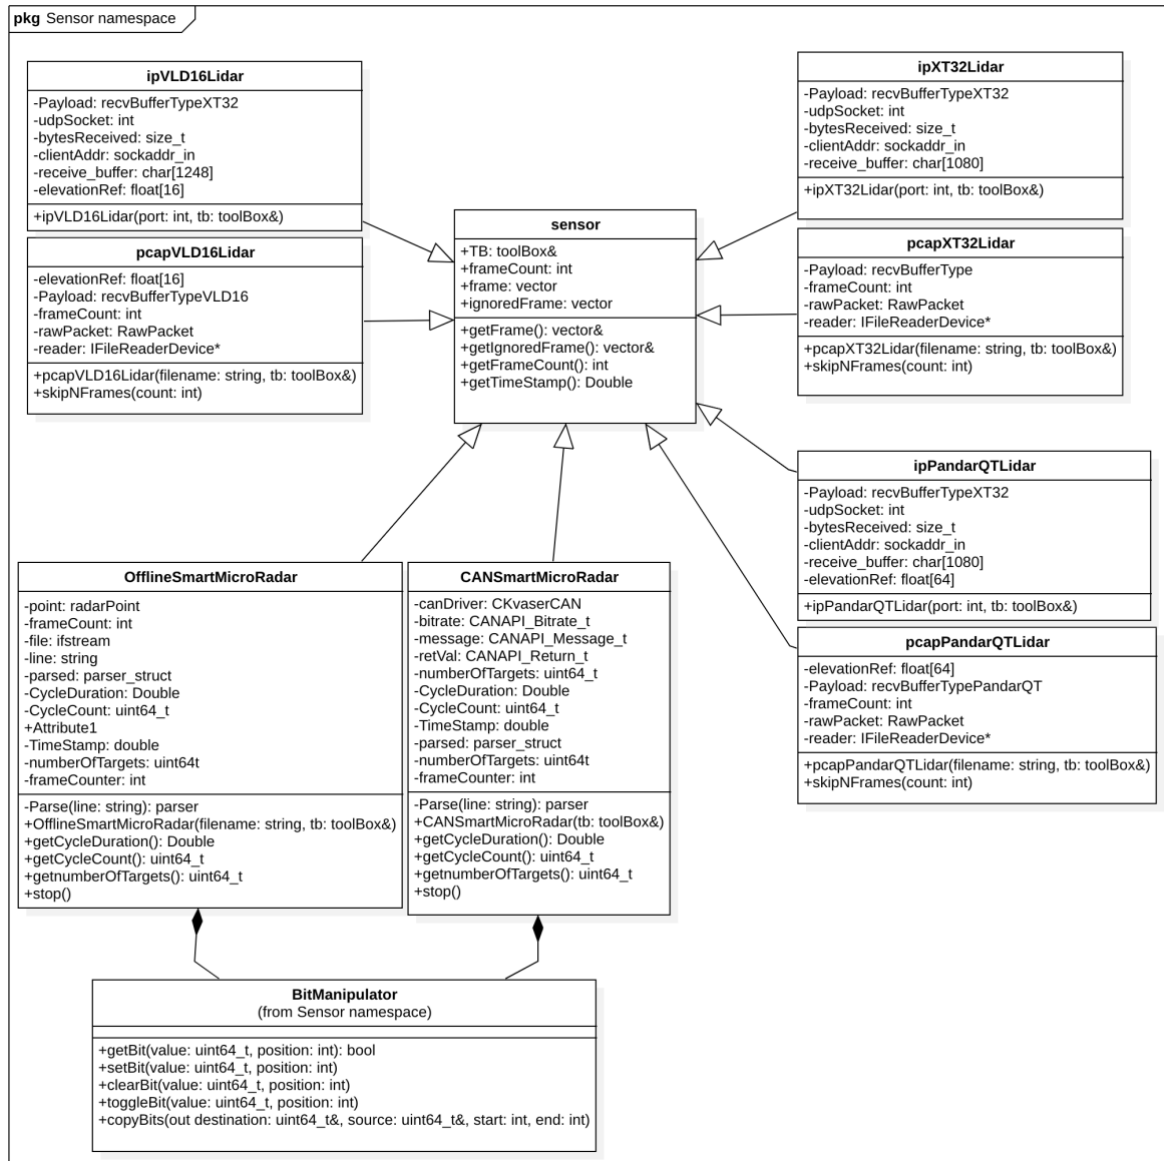 pkg Sensor namespace
ipVLD16Lidar
-Payload: recvBufferTypeXT32
-udpSocket: int
-bytesReceived: size_t
-clientAddr: sockaddr_in
-receive_buffer: char[1248]
-elevationRef: float[16]
+ipVLD16Lidar(port: int, tb: toolBox&)
pcapVLD16Lidar
-elevationRef: float[16]
-Payload: recvBufferTypeVLD16
-frameCount: int
-rawPacket: RawPacket
-reader: IFileReaderDevice*
+pcapVLD16Lidar(filename: string, tb: toolBox&)
+skipNFrames(count: int)
sensor
+TB: toolBox&
+frameCount: int
+frame: vector
+ignoredFrame: vector
+getFrame(): vector&
+getIgnoredFrame(): vector&
+getFrameCount(): int
+getTimeStamp(): Double
ipXT32Lidar
-Payload: recvBufferTypeXT32
-udpSocket: int
-bytesReceived: size_t
-clientAddr: sockaddr_in
-receive_buffer: char[1080]
+ipXT32Lidar(port: int, tb: toolBox&)
pcapXT32Lidar
-Payload: recvBufferType
-frameCount: int
-rawPacket: RawPacket
-reader: IFileReaderDevice*
+pcapXT32Lidar(filename: string, tb: toolBox&)
+skipNFrames(count: int)
ipPandarQTLidar
-Payload: recvBufferTypeXT32
-udpSocket: int
-bytesReceived: size_t
-clientAddr: sockaddr_in
-receive_buffer: char[1080]
-elevationRef: float[64]
+ipPandarQTLidar(port: int, tb: toolBox&)
pcapPandarQTLidar
-elevationRef: float[64]
-Payload: recvBufferTypePandarQT
-frameCount: int
-rawPacket: RawPacket
-reader: IFileReaderDevice*
+pcapPandarQTLidar(filename: string, tb: toolBox&)
+skipNFrames(count: int)
OfflineSmartMicroRadar
-point: radarPoint
-frameCount: int
-file: ifstream
-line: string
-parsed: parser_struct
-CycleDuration: Double
-CycleCount: uint64_t
+Attribute1
-TimeStamp: double
-numberOfTargets: uint64t
-frameCounter: int
-Parse(line: string): parser
+OfflineSmartMicroRadar(filename: string, tb: toolBox&)
+getCycleDuration(): Double
+getCycleCount(): uint64_t
+getnumberOfTargets(): uint64_t
+stop()
CANSmartMicroRadar
-canDriver: CKvaserCAN
-bitrate: CANAPI_Bitrate_t
-message: CANAPI_Message_t
-retVal: CANAPI_Return_t
-numberOfTargets: uint64_t
-CycleDuration: Double
-CycleCount: uint64_t
-TimeStamp: double
-parsed: parser_struct
-numberOfTargets: uint64t
-frameCounter: int
-Parse(line: string): parser
+CANSmartMicroRadar(tb: toolBox&)
+getCycleDuration(): Double
+getCycleCount(): uint64_t
+getnumberOfTargets(): uint64_t
+stop()
BitManipulator
(from Sensor namespace)
+getBit(value: uint64_t, position: int): bool
+setBit(value: uint64_t, position: int)
+clearBit(value: uint64_t, position: int)
+toggleBit(value: uint64_t, position: int)
+copyBits(out destination: uint64_t&, source: uint64_t&, start: int, end: int)